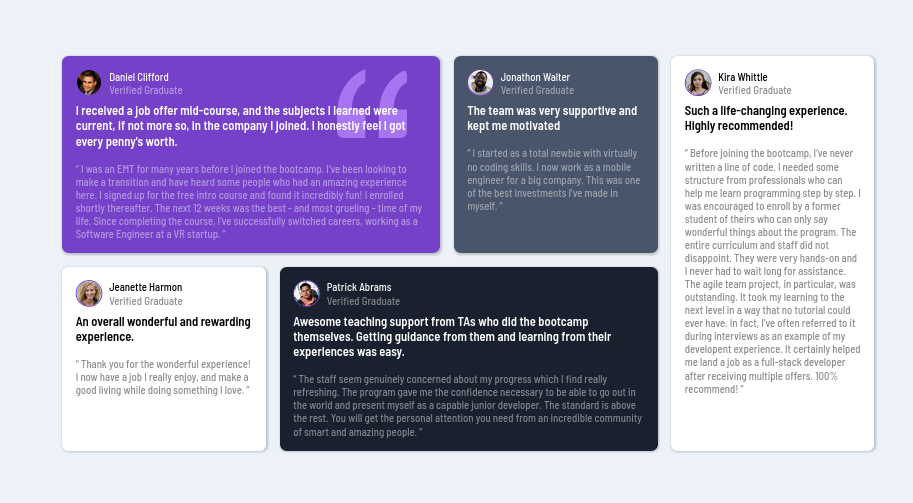 Daniel Clifford
Verified Graduate
I received a job offer mid-course, and the subjects I learned were
current, if not more so, in the company I joined. I honestly feel I got
every penny's worth.
“ I was an EMT for many years before I joined the bootcamp. I've been looking to
make a transition and have heard some people who had an amazing experience
here. I signed up for the free intro course and found it incredibly fun! I enrolled
shortly thereafter. The next 12 weeks was the best - and most grueling - time of my
life. Since completing the course, I've successfully switched careers, working as a
Software Engineer at a VR startup. ”
Jonathon Walter
Verified Graduate
The team was very supportive and
kept me motivated
“ I started as a total newbie with virtually
no coding skills. I now work as a mobile
engineer for a big company. This was one
of the best investments I've made in
myself. ”
Kira Whittle
Verified Graduate
Such a life-changing experience.
Highly recommended!
“ Before joining the bootcamp, I've never
written a line of code. I needed some
structure from professionals who can
help me learn programming step by step. I
was encouraged to enroll by a former
student of theirs who can only say
wonderful things about the program. The
entire curriculum and staff did not
disappoint. They were very hands-on and
I never had to wait long for assistance.
The agile team project, in particular, was
outstanding. It took my learning to the
next level in a way that no tutorial could
ever have. In fact, I've often referred to it
during interviews as an example of my
developent experience. It certainly helped
me land a job as a full-stack developer
after receiving multiple offers. 100%
recommend! ”
Jeanette Harmon
Verified Graduate
An overall wonderful and rewarding
experience.
“ Thank you for the wonderful experience!
I now have a job I really enjoy, and make a
good living while doing something I love. ”
Patrick Abrams
Verified Graduate
Awesome teaching support from TAs who did the bootcamp
themselves. Getting guidance from them and learning from their
experiences was easy.
“ The staff seem genuinely concerned about my progress which I find really
refreshing. The program gave me the confidence necessary to be able to go out in
the world and present myself as a capable junior developer. The standard is above
the rest. You will get the personal attention you need from an incredible community
of smart and amazing people. ”